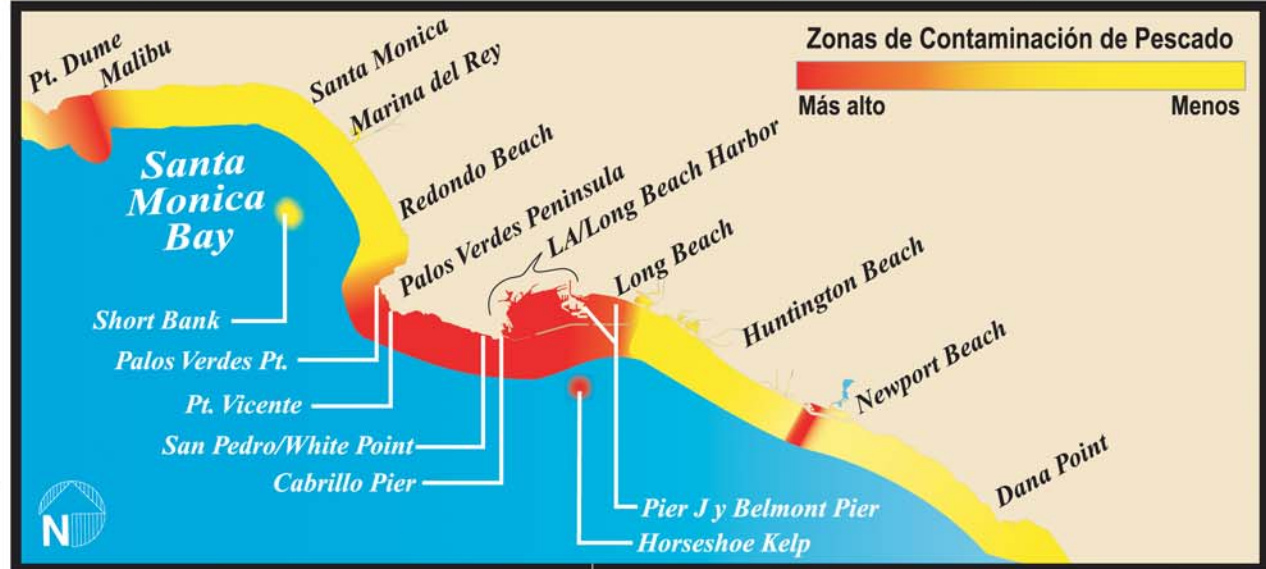 Zonas de Contaminación de Pescado
Más alto
Menos
Pt. Dume
Malibu
Santa Monica
Marina del Rey
Redondo Beach
Palos Verdes Peninsula
LA/Long Beach Harbor
Long Beach
Huntington Beach
Newport Beach
Dana Point
Santa
Monica
Bay
Short Bank
Palos Verdes Pt.
Pt. Vicente
San Pedro/White Point
Cabrillo Pier
Pier J y Belmont Pier
Horseshoe Kelp
N